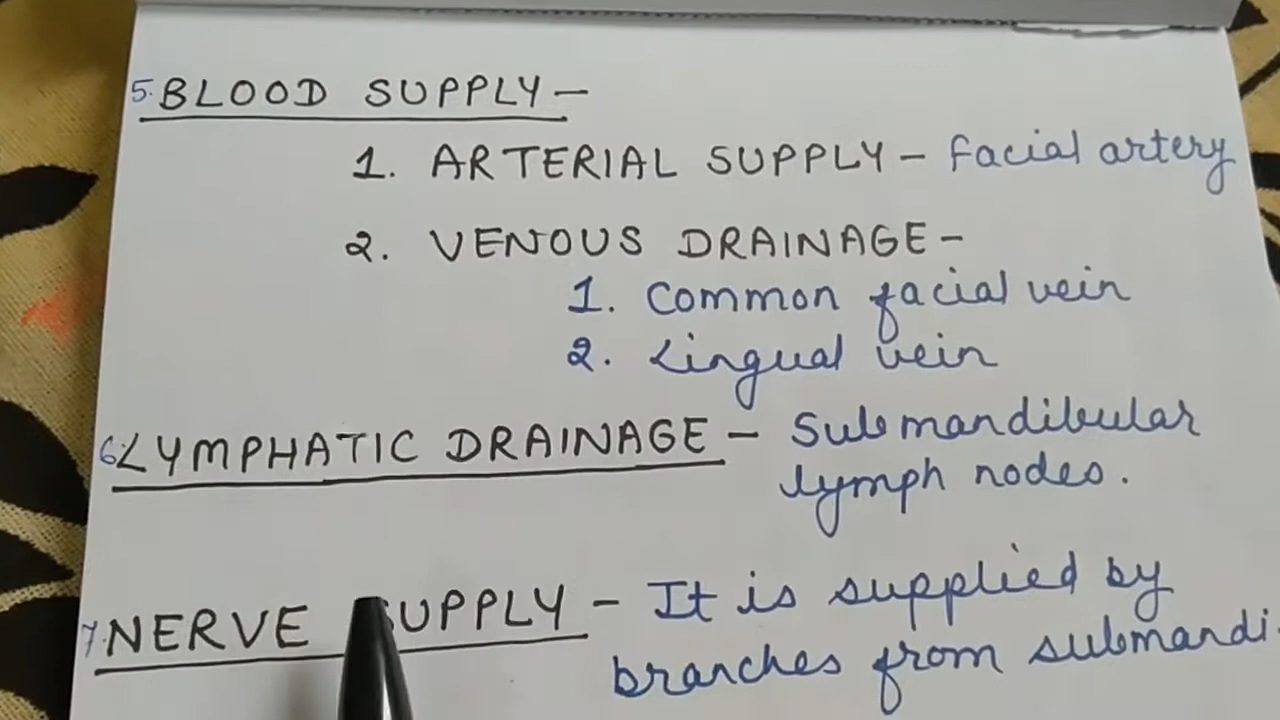 5. BLOOD SUPPLY -
1. ARTERIAL SUPPLY - facial artery
2. VENOUS DRAINAGE -
1. Common facial vein
2. Lingual vein
6. LYMPHATIC DRAINAGE - Submandibular
lymph nodes.
7. NERVE SUPPLY - It is supplied by
branches from submandi